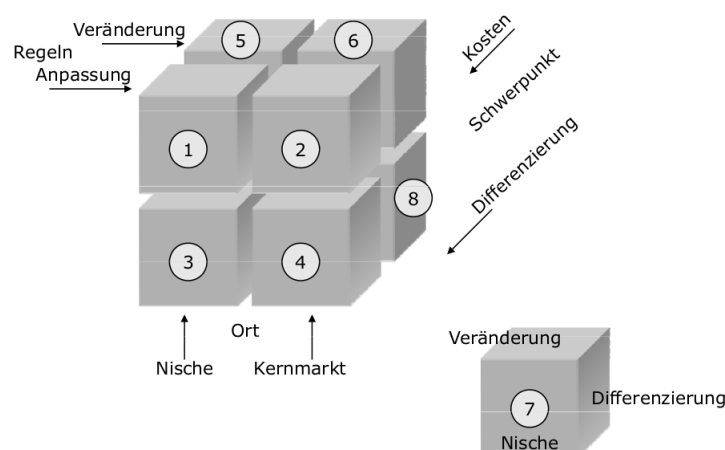 Veränderung
Regeln
Anpassung
5
6
1
2
3
4
8
Kosten
Schwerpunkt
Differenzierung
Ort
Nische
Kernmarkt
Veränderung
7
Differenzierung
Nische